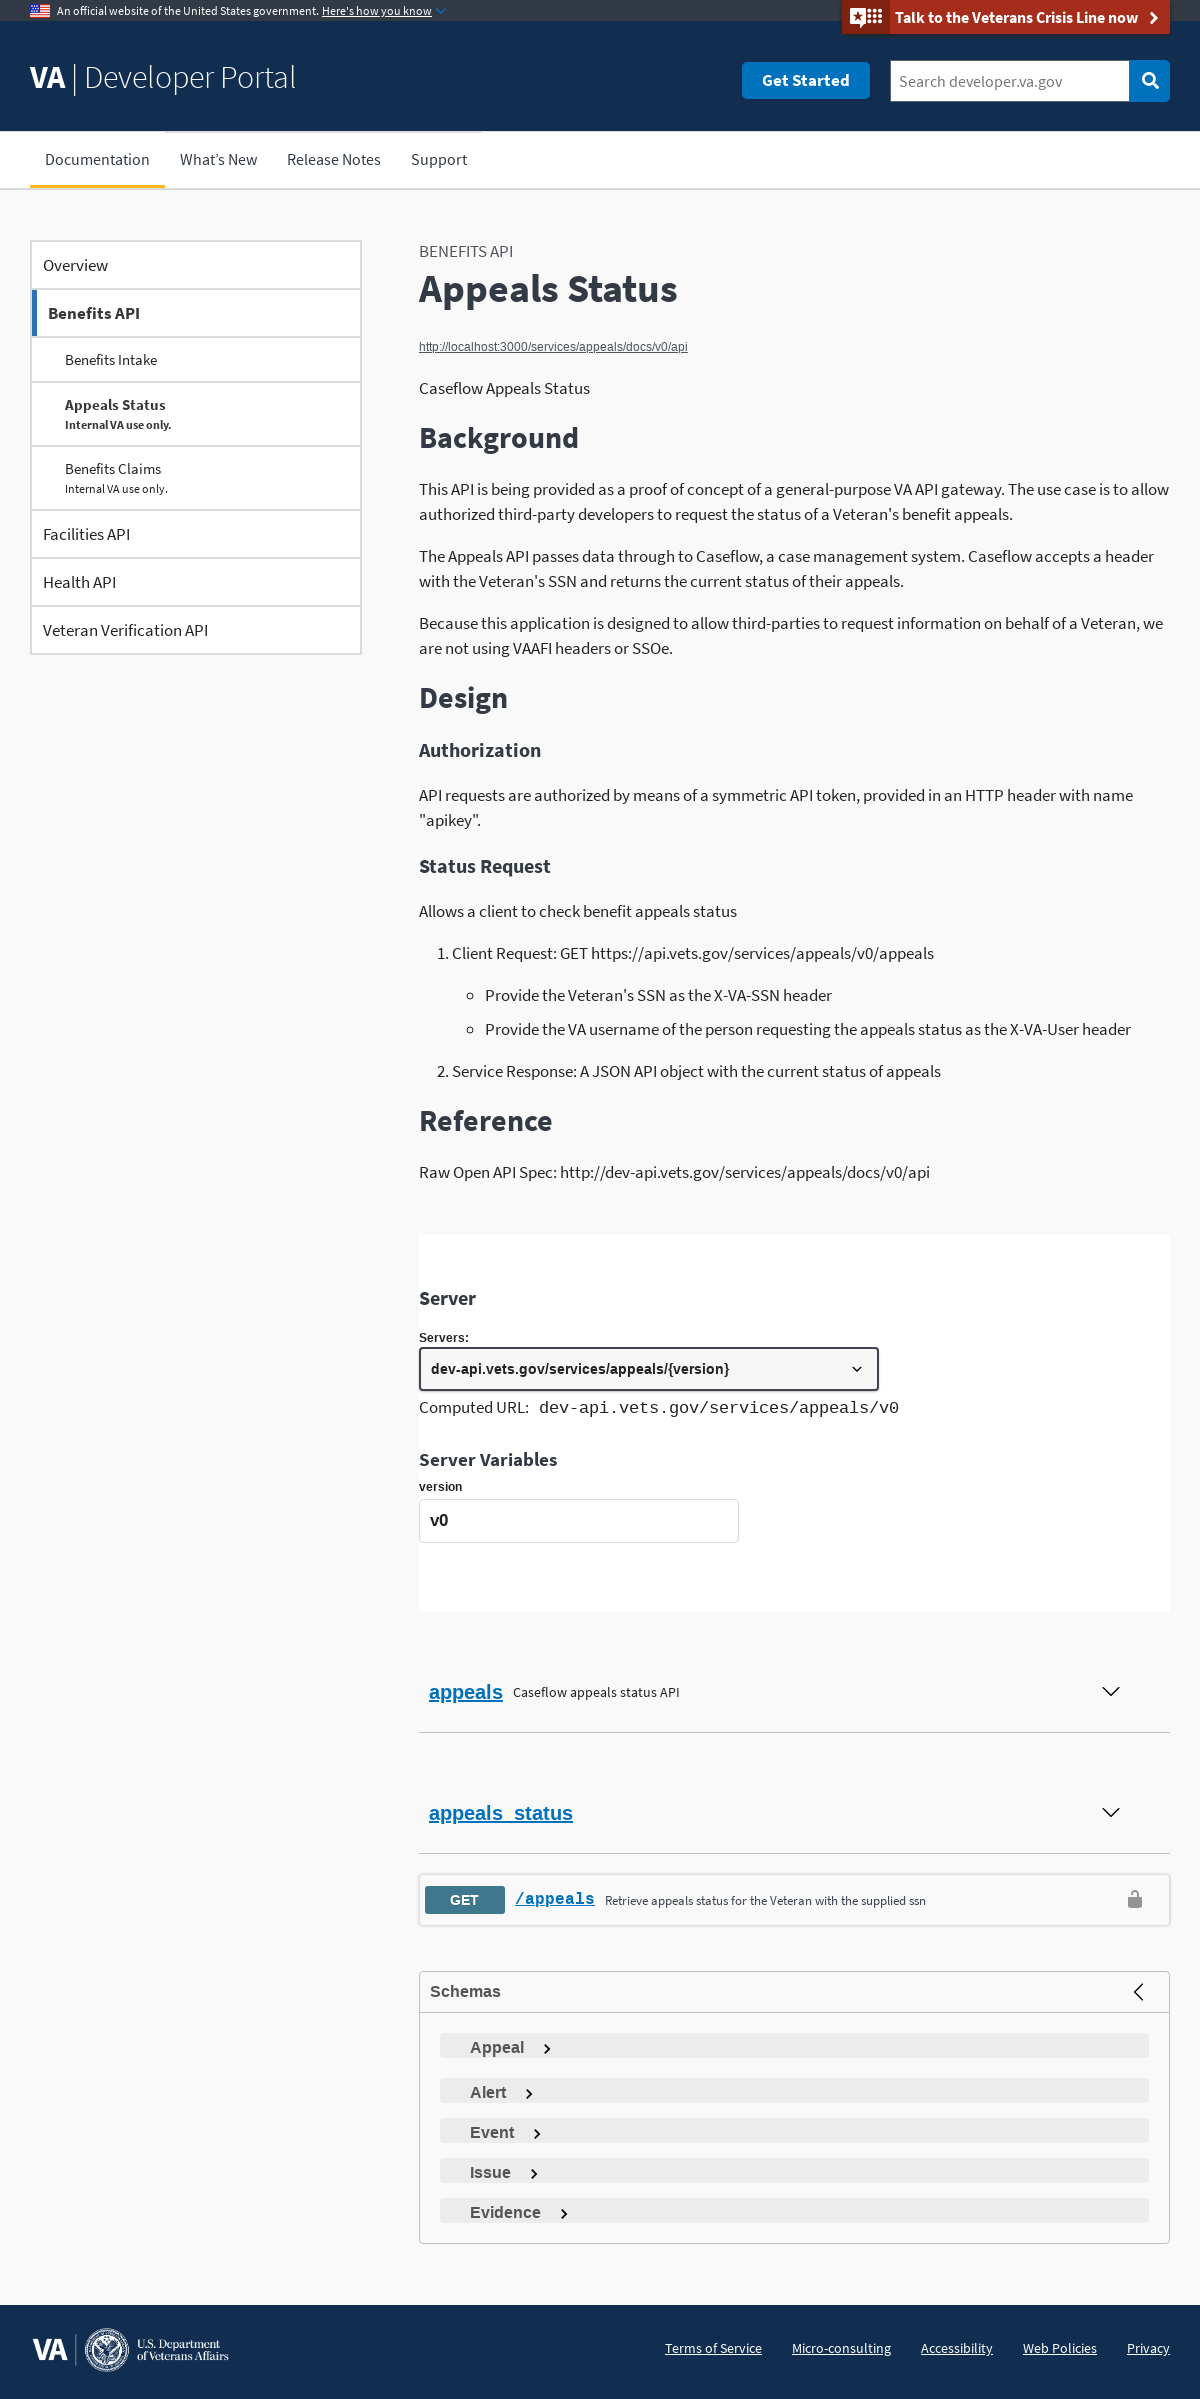 An official website of the United States government. Here's how you know
Talk to the Veterans Crisis Line now
VA | Developer Portal
Get Started
Search developer.va.gov
Documentation
What’s New
Release Notes
Support
Overview
Benefits API
Benefits Intake
Appeals Status
Internal VA use only.
Benefits Claims
Internal VA use only.
Facilities API
Health API
Veteran Verification API
BENEFITS API
Appeals Status
http://localhost:3000/services/appeals/docs/v0/api
Caseflow Appeals Status
Background
This API is being provided as a proof of concept of a general-purpose VA API gateway. The use case is to allow
authorized third-party developers to request the status of a Veteran's benefit appeals.
The Appeals API passes data through to Caseflow, a case management system. Caseflow accepts a header
with the Veteran's SSN and returns the current status of their appeals.
Because this application is designed to allow third-parties to request information on behalf of a Veteran, we
are not using VAAFI headers or SSOe.
Design
Authorization
API requests are authorized by means of a symmetric API token, provided in an HTTP header with name
"apikey".
Status Request
Allows a client to check benefit appeals status
1. Client Request: GET https://api.vets.gov/services/appeals/v0/appeals
Provide the Veteran's SSN as the X-VA-SSN header
Provide the VA username of the person requesting the appeals status as the X-VA-User header
2. Service Response: A JSON API object with the current status of appeals
Reference
Raw Open API Spec: http://dev-api.vets.gov/services/appeals/docs/v0/api
Server
Servers:
dev-api.vets.gov/services/appeals/{version}
Computed URL: dev-api.vets.gov/services/appeals/v0
Server Variables
version
v0
appeals Caseflow appeals status API
appeals_status
GET /appeals Retrieve appeals status for the Veteran with the supplied ssn
Schemas
Appeal
Alert
Event
Issue
Evidence
VA
U.S. Department
of Veterans Affairs
Terms of Service
Micro-consulting
Accessibility
Web Policies
Privacy